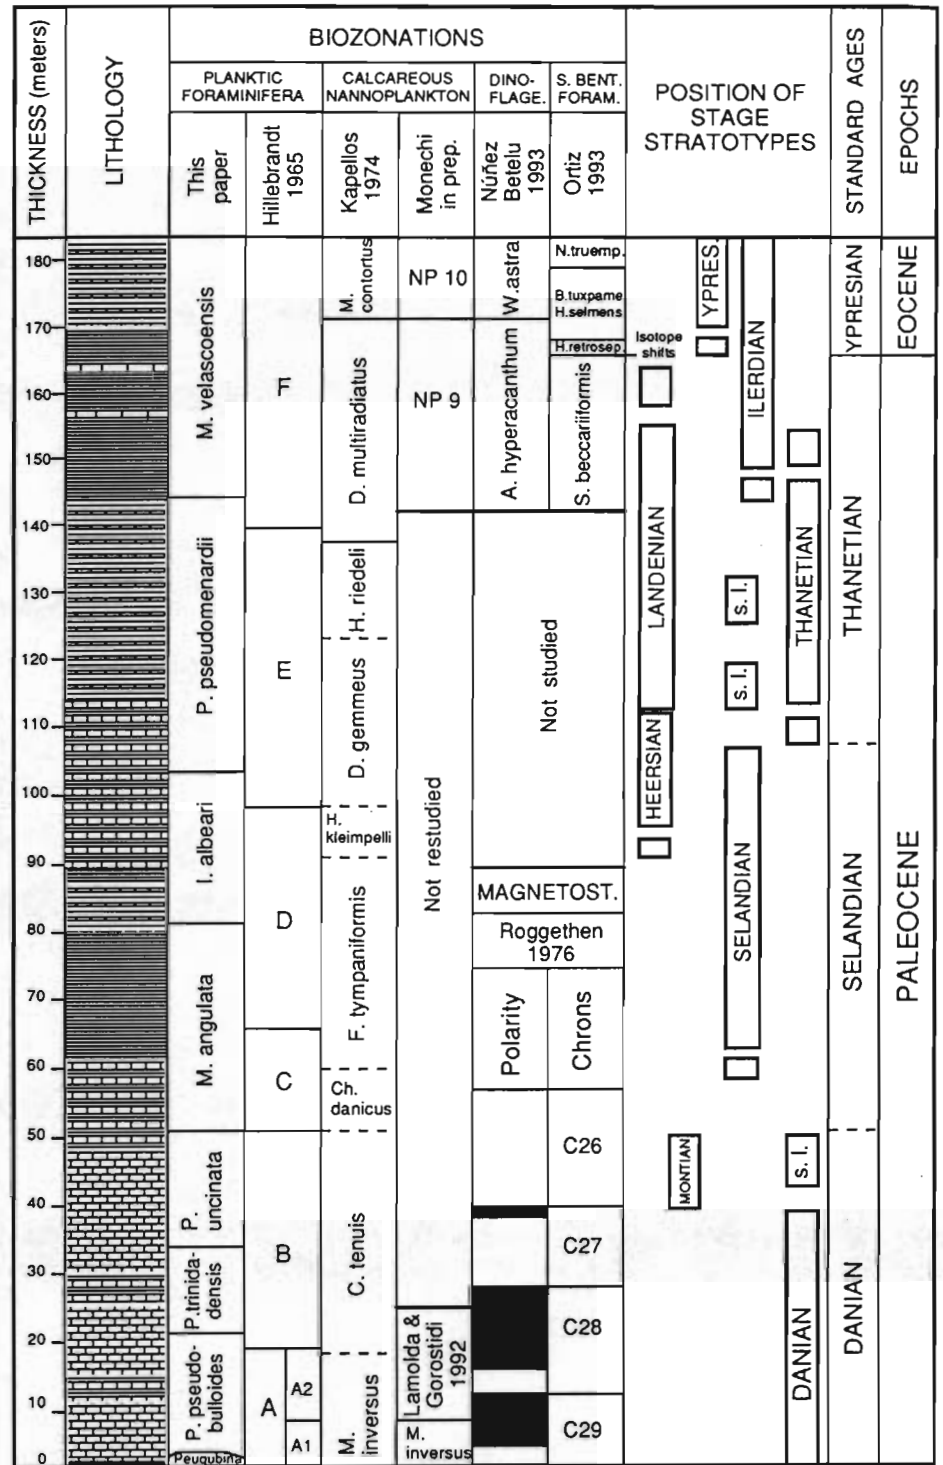 THICKNESS (meters)
LITHOLOGY
BIOZONATIONS
PLANKTIC
FORAMINIFERA
CALCAREOUS
NANNOPLANKTON
DINO-
FLAGE.
S. BENT.
FORAM.
This
paper
Hillebrandt
1965
Kapellos
1974
Monechi
in prep.
Núñez
Betelu
1993
Ortiz
1993
POSITION OF
STAGE
STRATOTYPES
STANDARD AGES
EPOCHS
180
170
160
150
140
130
120
110
100
90
80
70
60
50
40
30
20
10
0
M. velascoensis
P. pseudomenardii
I. albeari
M. angulata
P.
uncinata
P.trinida-
densis
P. pseudo-
bulloides
Peugubina
F
E
D
C
B
A
A2
A1
M.
contortus
D. multiradiatus
H. riedeli
D. gemmeus
H.
kleimpelli
F. tympaniformis
Ch.
danicus
C. tenuis
M.
inversus
NP 10
NP 9
Not restudied
Lamolda &
Gorostidi
1992
M.
inversus
W.astra
A. hyperacanthum
N.truemp.
B.tuxpame
H.selmens
H.retrosep.
S. beccariiformis
Not studied
MAGNETOST.
Roggethen
1976
Polarity
Chrons
C26
C27
C28
C29
Isotope
shifts
YPRES.
ILERDIAN
LANDENIAN
HEERSIAN
s. l.
s. l.
THANETIAN
SELANDIAN
MONTIAN
s. l.
DANIAN
YPRESIAN
THANETIAN
SELANDIAN
DANIAN
EOCENE
PALEOCENE